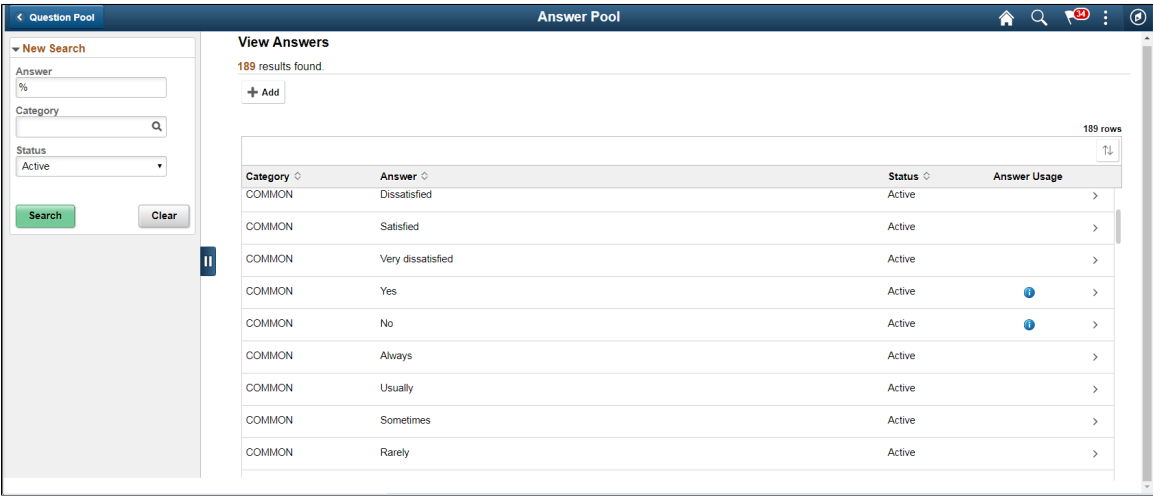 Question Pool
Answer Pool
34
New Search
Answer
%
Category
Status
Active
Search
Clear
View Answers
189 results found.
Add
189 rows
Category Answer Status Answer Usage
COMMON Dissatisfied Active
COMMON Satisfied Active
COMMON Very dissatisfied Active
COMMON Yes Active
COMMON No Active
COMMON Always Active
COMMON Usually Active
COMMON Sometimes Active
COMMON Rarely Active